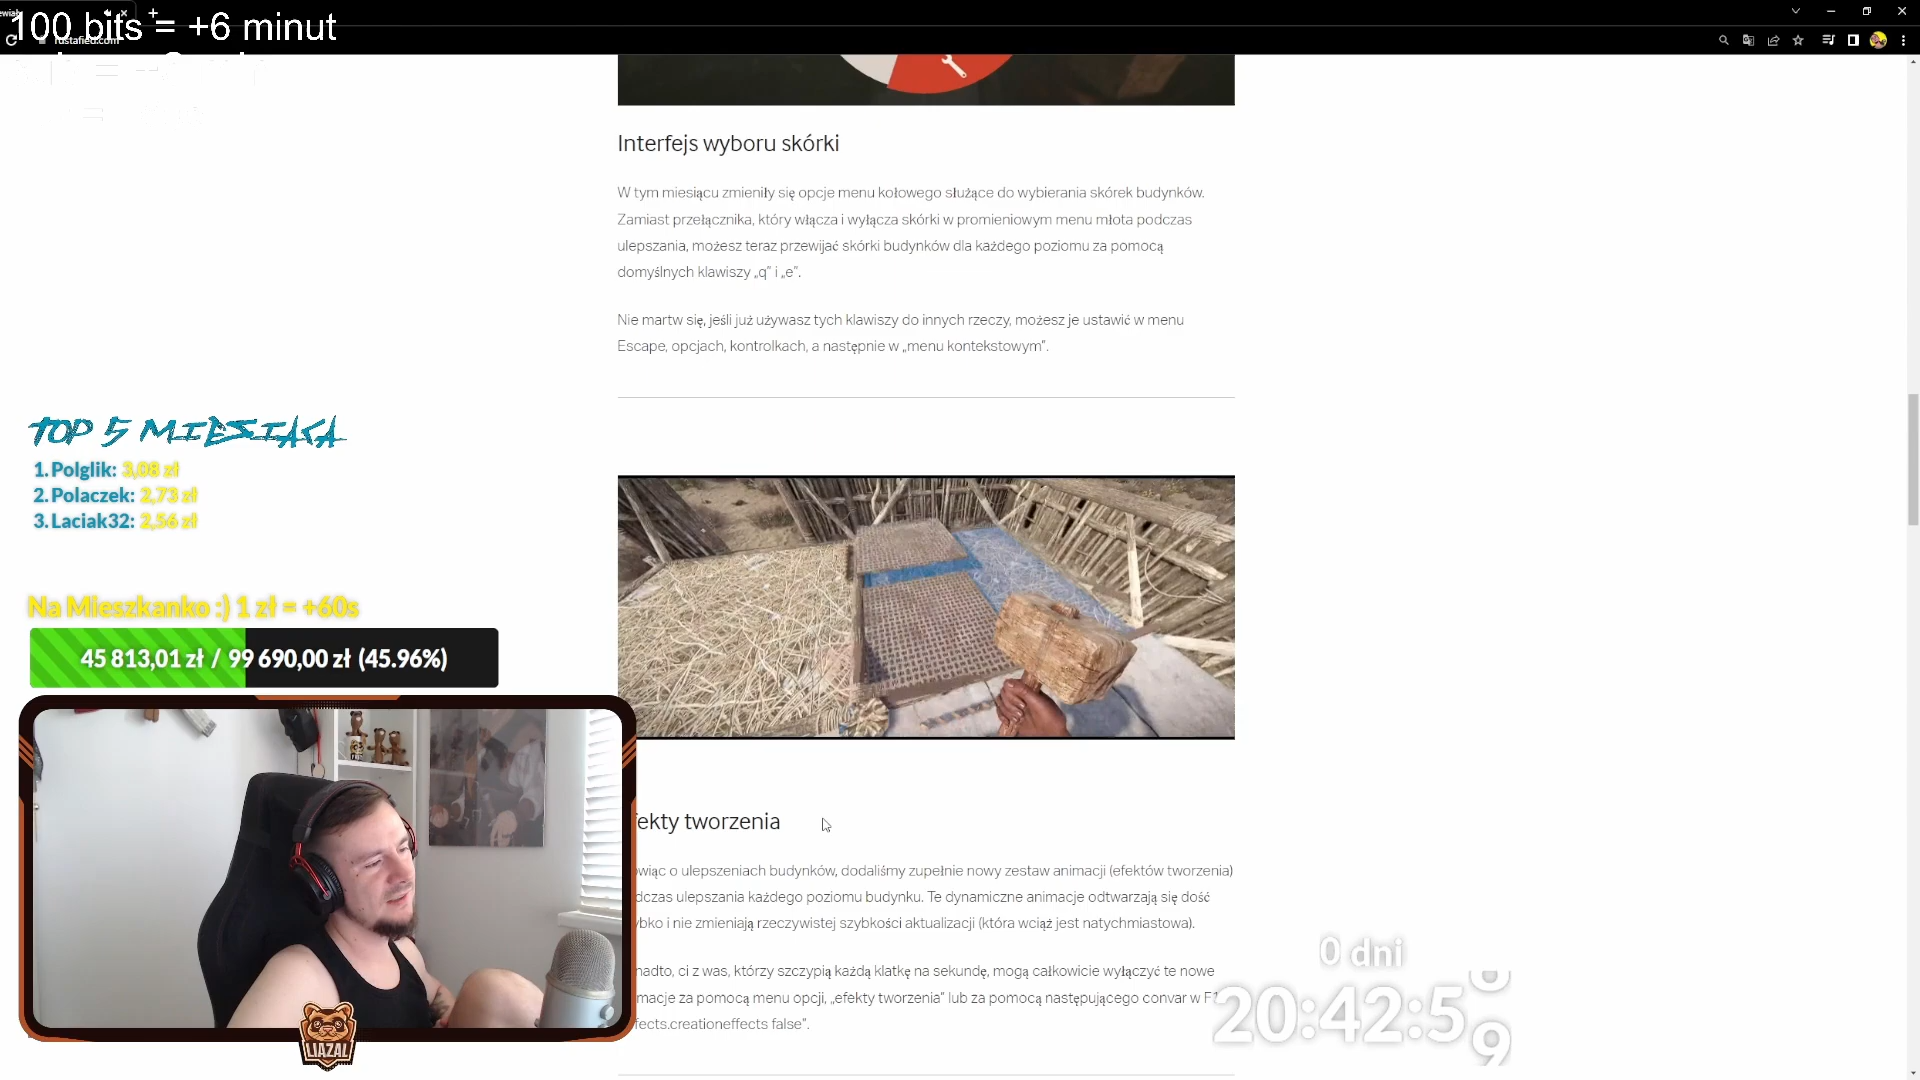 100 bits = +6 minut
rustafied.com
Interfejs wyboru skórki
W tym miesiącu zmieniły się opcje menu kołowego służące do wybierania skórek budynków.
Zamiast przełącznika, który włącza i wyłącza skórki w promieniowym menu młota podczas
ulepszania, możesz teraz przewijać skórki budynków dla każdego poziomu za pomocą
domyślnych klawiszy „q” i „e”.
Nie martw się, jeśli już używasz tych klawiszy do innych rzeczy, możesz je ustawić w menu
Escape, opcjach, kontrolkach, a następnie w „menu kontekstowym”.
TOP 5 MIESIĄCA
1. Polglik: 3,08 zł
2. Polaczek: 2,73 zł
3. Laciak32: 2,56 zł
Na Mieszkanko :) 1 zł = +60s
45 813,01 zł / 99 690,00 zł (45.96%)
fekty tworzenia
wiąc o ulepszeniach budynków, dodaliśmy zupełnie nowy zestaw animacji (efektów tworzenia)
dczas ulepszania każdego poziomu budynku. Te dynamiczne animacje odtwarzają się dość
ybko i nie zmieniają rzeczywistej szybkości aktualizacji (która wciąż jest natychmiastowa).
nadto, ci z was, którzy szczypią każdą klatkę na sekundę, mogą całkowicie wyłączyć te nowe
macje za pomocą menu opcji, „efekty tworzenia” lub za pomocą następującego convar w F1
fects.creationeffects false”.
0 dni
20:42:5
LIAZAL